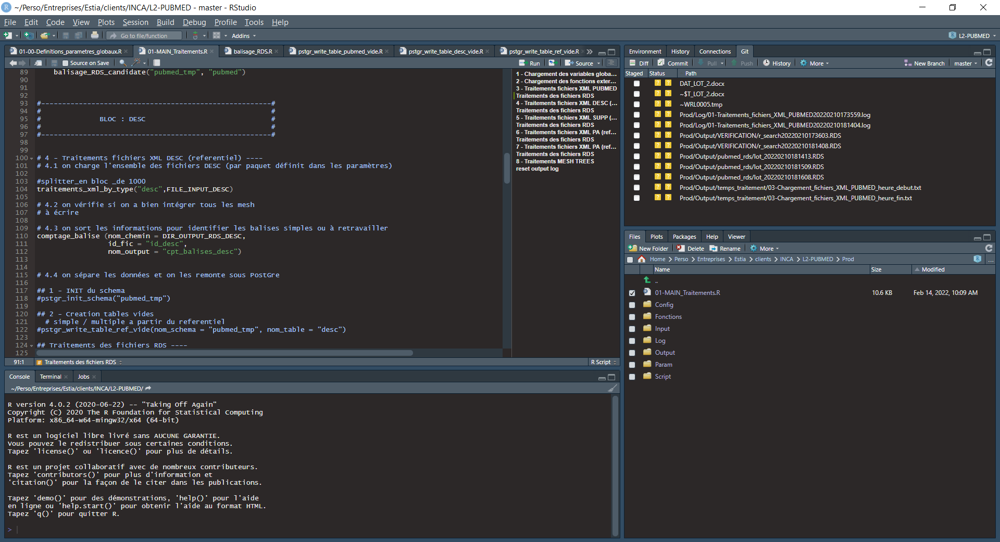 ~/Perso/Entreprises/Estia/clients/INCA/L2-PUBMED - master - RStudio
File Edit Code View Plots Session Build Debug Profile Tools Help
Go to file/function Addins L2-PUBMED
01-00-Definitions_parametres_globaux.R 01-MAIN_Traitements.R balisage_RDS.R pstgr_write_table_pubmed_vide.R pstgr_write_table_desc_vide.R pstgr_write_table_ref_vide.R
Source on Save Run Source
89 balisage_RDS_candidate("pubmed_tmp", "pubmed")
90
91
92
93 #-------------------------------------------------------#
94 # #
95 # BLOC : DESC #
96 # #
97 #-------------------------------------------------------#
98
99
100 # 4 - Traitements fichiers XML DESC (referentiel) ----
101 # 4.1 on charge l'ensemble des fichiers DESC (par paquet définit dans les paramètres)
102
103 #splitter_en bloc _de 1000
104 traitements_xml_by_type("desc",FILE_INPUT_DESC)
105
106 # 4.2 on vérifie si on a bien intégrer tous les mesh
107 # à écrire
108
109 # 4.3 on sort les informations pour identifier les balises simples ou à retravailler
110 comptage_balise (nom_chemin = DIR_OUTPUT_RDS_DESC,
111 id_fic = "id_desc",
112 nom_output = "cpt_balises_desc")
113
114
115 # 4.4 on sépare les données et on les remonte sous PostGre
116
117 ## 1 - INIT du schema
118 #pstgr_init_schema("pubmed_tmp")
119
120 ## 2 - Creation tables vides
121 # simple / multiple a partir du referentiel
122 #pstgr_write_table_ref_vide(nom_schema = "pubmed_tmp", nom_table = "desc")
123
124 ## Traitements des fichiers RDS ----
125
1 - Chargement des variables globa...
2 - Chargement des fonctions exter...
3 - Traitements fichiers XML PUBMED
Traitements des fichiers RDS
4 - Traitements fichiers XML DESC (...
Traitements des fichiers RDS
5 - Traitements fichiers XML SUPP (...
Traitements des fichiers RDS
6 - Traitements fichiers XML PA (ref...
Traitements des fichiers RDS
7 - Traitements fichiers XML PA (ref...
Traitements des fichiers RDS
8 - Traitements MESH TREES
reset output log
91:1 # Traitements des fichiers RDS R Script
Console Terminal Jobs
~/Perso/Entreprises/Estia/clients/INCA/L2-PUBMED/
R version 4.0.2 (2020-06-22) -- "Taking Off Again"
Copyright (C) 2020 The R Foundation for Statistical Computing
Platform: x86_64-w64-mingw32/x64 (64-bit)
R est un logiciel libre livré sans AUCUNE GARANTIE.
Vous pouvez le redistribuer sous certaines conditions.
Tapez 'license()' ou 'licence()' pour plus de détails.
R est un projet collaboratif avec de nombreux contributeurs.
Tapez 'contributors()' pour plus d'information et
'citation()' pour la façon de le citer dans les publications.
Tapez 'demo()' pour des démonstrations, 'help()' pour l'aide
en ligne ou 'help.start()' pour obtenir l'aide au format HTML.
Tapez 'q()' pour quitter R.
>
Environment History Connections Git
Diff Commit Pull Push History More New Branch master
Staged Status Path
? ? DAT_LOT_2.docx
? ? ~$T_LOT_2.docx
? ? ~WRL0005.tmp
? ? Prod/Log/01-Traitements_fichiers_XML_PUBMED20220210173559.log
? ? Prod/Log/01-Traitements_fichiers_XML_PUBMED20220210181404.log
? ? Prod/Output/VERIFICATION/r_search20220210173603.RDS
? ? Prod/Output/VERIFICATION/r_search20220210181408.RDS
? ? Prod/Output/pubmed_rds/lot_20220210181413.RDS
? ? Prod/Output/pubmed_rds/lot_20220210181509.RDS
? ? Prod/Output/pubmed_rds/lot_20220210181608.RDS
? ? Prod/Output/temps_traitement/03-Chargement_fichiers_XML_PUBMED_heure_debut.txt
? ? Prod/Output/temps_traitement/03-Chargement_fichiers_XML_PUBMED_heure_fin.txt
Files Plots Packages Help Viewer
New Folder Delete Rename More
Home > Perso > Entreprises > Estia > clients > INCA > L2-PUBMED > Prod ...
Name Size Modified
..
01-MAIN_Traitements.R 10.6 KB Feb 14, 2022, 10:09 AM
Config
Fonctions
Input
Log
Output
Param
Script